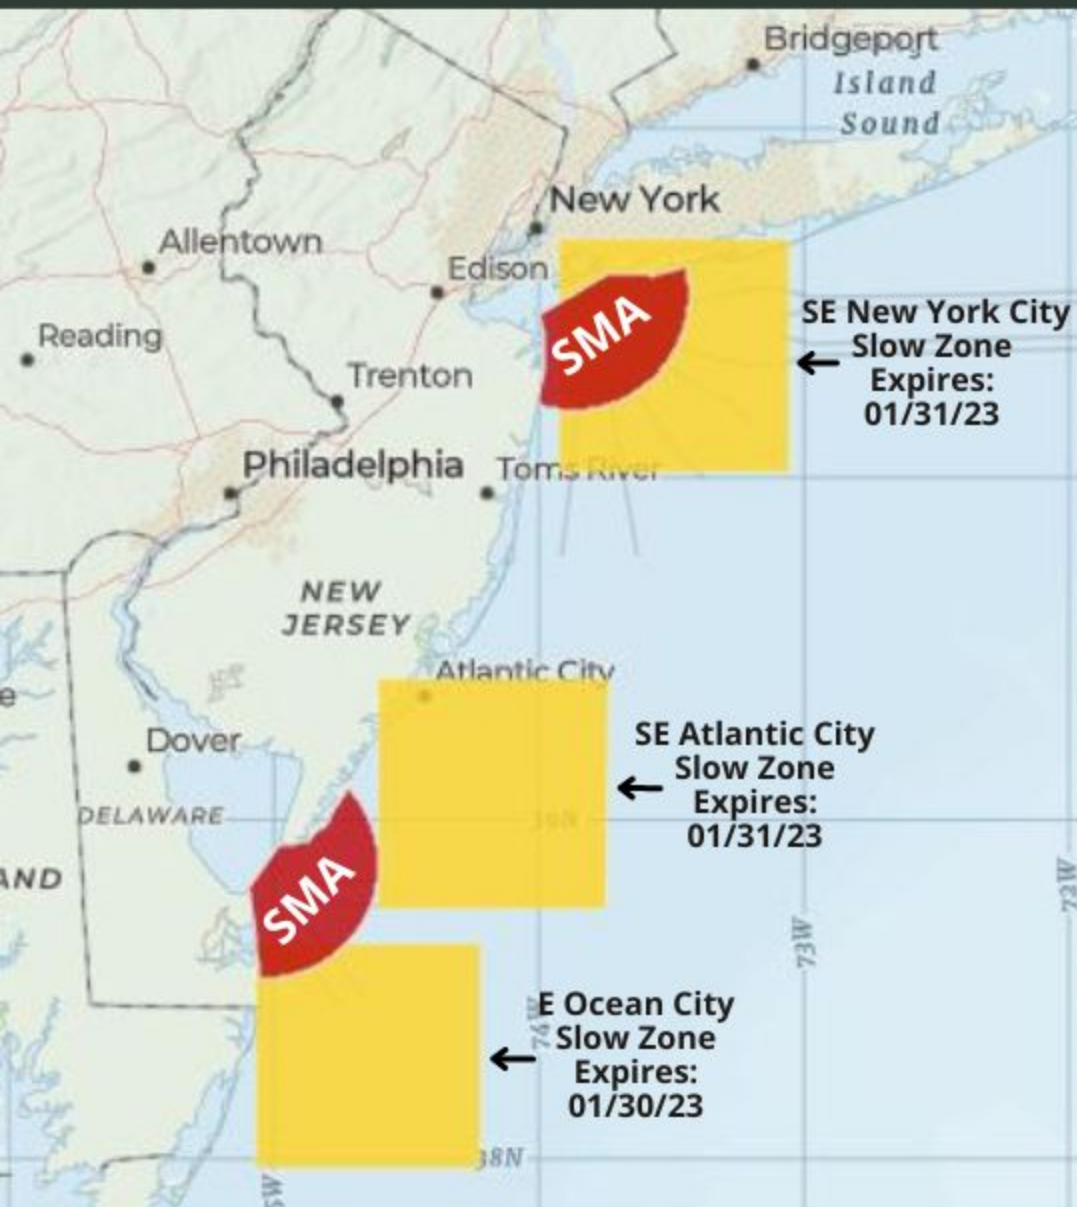 Bridgeport
Island
Sound
New York
Allentown
Edison
SMA
SE New York City
Slow Zone
Expires:
01/31/23
Reading
Trenton
Philadelphia
Toms River
NEW
JERSEY
Atlantic City
e
Dover
SE Atlantic City
Slow Zone
Expires:
01/31/23
DELAWARE
39N
AND
SMA
72W
73W
74W
E Ocean City
Slow Zone
Expires:
01/30/23
38N